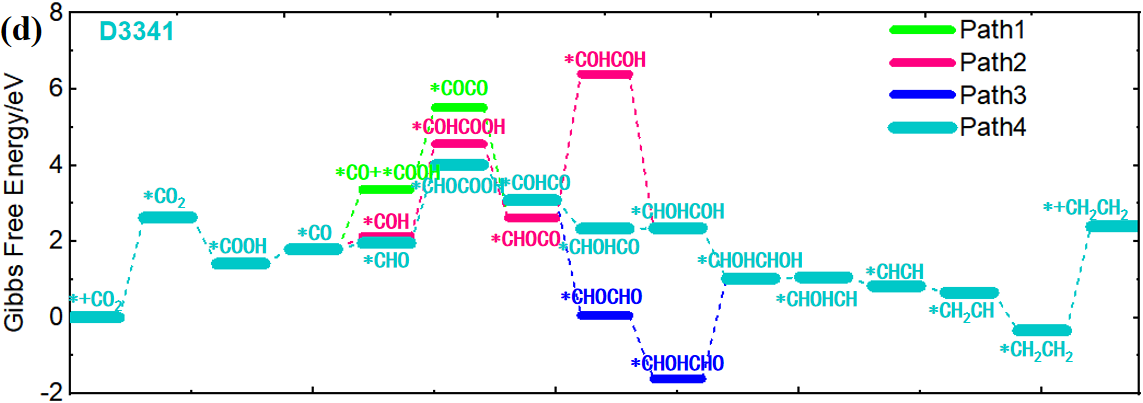 (d)
D3341
Gibbs Free Energy/eV
8
6
4
2
0
-2
Path1
Path2
Path3
Path4
*+CO₂
*CO₂
*COOH
*CO
*CO+*COOH
*COH
*CHO
*COCO
*COHCOOH
*CHOCOOH
*COHCO
*CHOCO
*COHCOH
*CHOHCO
*CHOCHO
*CHOHCOH
*CHOHCHO
*CHOHCHOH
*CHOHCH
*CHCH
*CH₂CH
*CH₂CH₂
*+CH₂CH₂